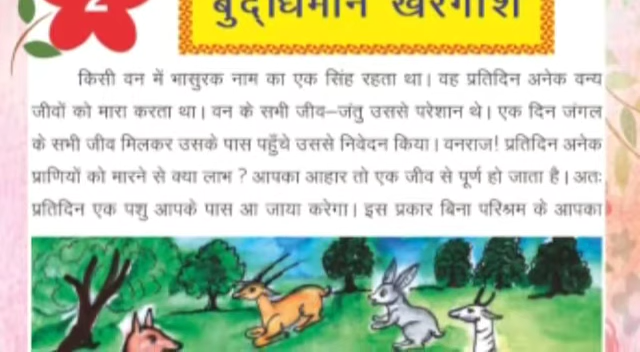 2
बुद्धिमान खरगोश
किसी वन में भासुरक नाम का एक सिंह रहता था। वह प्रतिदिन अनेक वन्य
जीवों को मारा करता था। वन के सभी जीव–जंतु उससे परेशान थे। एक दिन जंगल
के सभी जीव मिलकर उसके पास पहुँचे उससे निवेदन किया। वनराज! प्रतिदिन अनेक
प्राणियों को मारने से क्या लाभ ? आपका आहार तो एक जीव से पूर्ण हो जाता है। अतः
प्रतिदिन एक पशु आपके पास आ जाया करेगा। इस प्रकार बिना परिश्रम के आपका